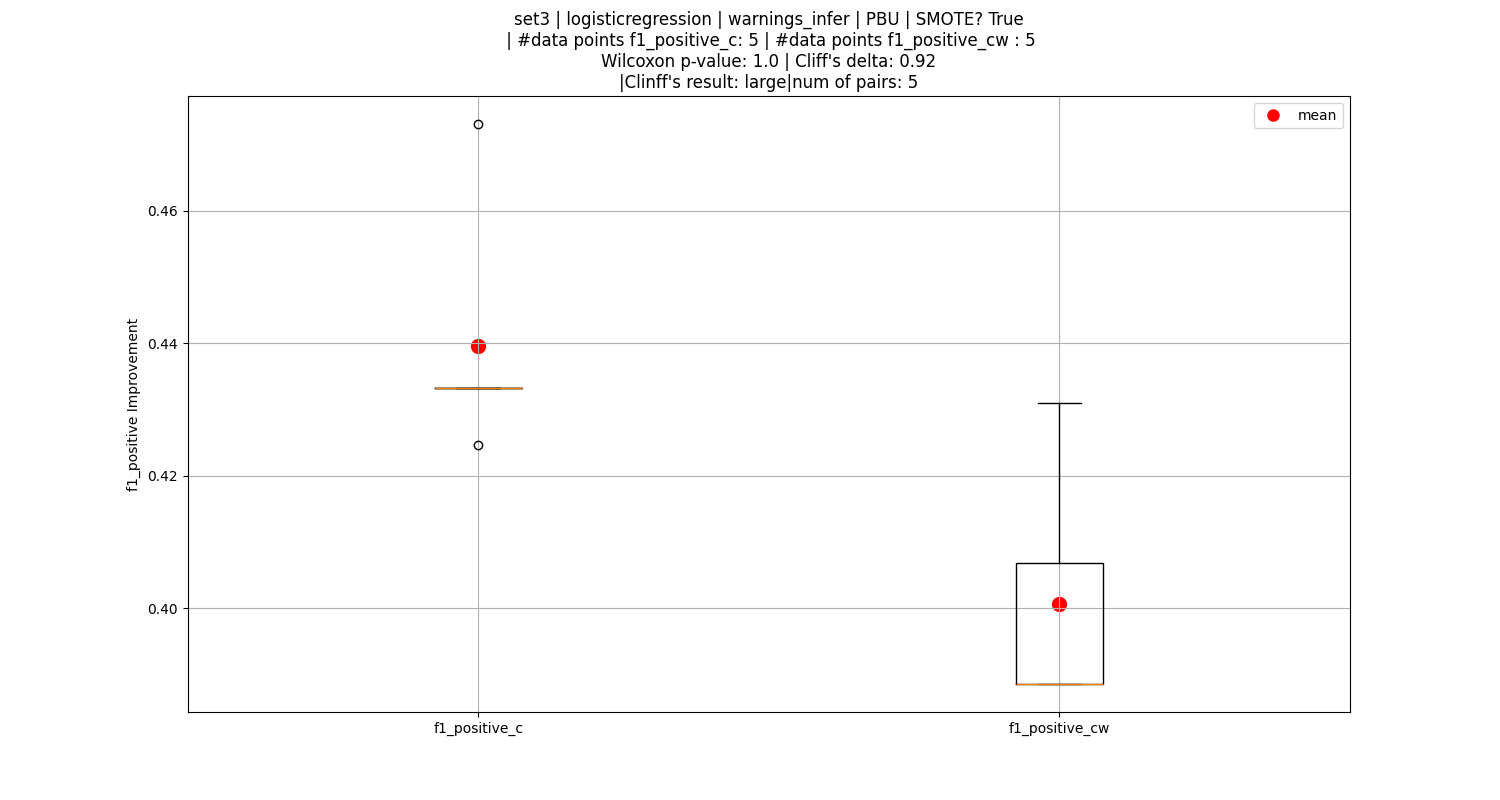 set3 | logisticregression | warnings_infer | PBU | SMOTE? True
| #data points f1_positive_c: 5 | #data points f1_positive_cw : 5
Wilcoxon p-value: 1.0 | Cliff's delta: 0.92
|Clinff's result: large|num of pairs: 5
mean
f1_positive Improvement
0.46
0.44
0.42
0.40
f1_positive_c
f1_positive_cw